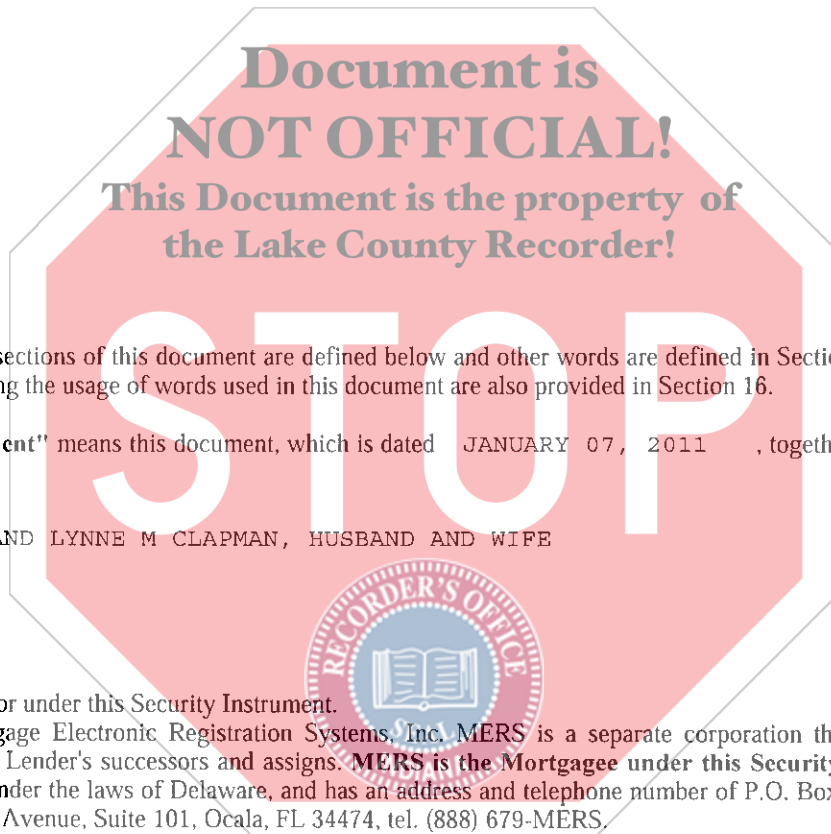 Document is
NOT OFFICIAL!
This Document is the property of
the Lake County Recorder!
STOP
sections of this document are defined below and other words are defined in Sectio
ng the usage of words used in this document are also provided in Section 16.
ent" means this document, which is dated JANUARY 07, 2011 , togeth
AND LYNNE M CLAPMAN, HUSBAND AND WIFE
RECORDER'S OFFICE
SEAL
or under this Security Instrument.
gage Electronic Registration Systems, Inc. MERS is a separate corporation th
Lender's successors and assigns. MERS is the Mortgagee under this Security
nder the laws of Delaware, and has an address and telephone number of P.O. Box
Avenue, Suite 101, Ocala, FL 34474, tel. (888) 679-MERS.